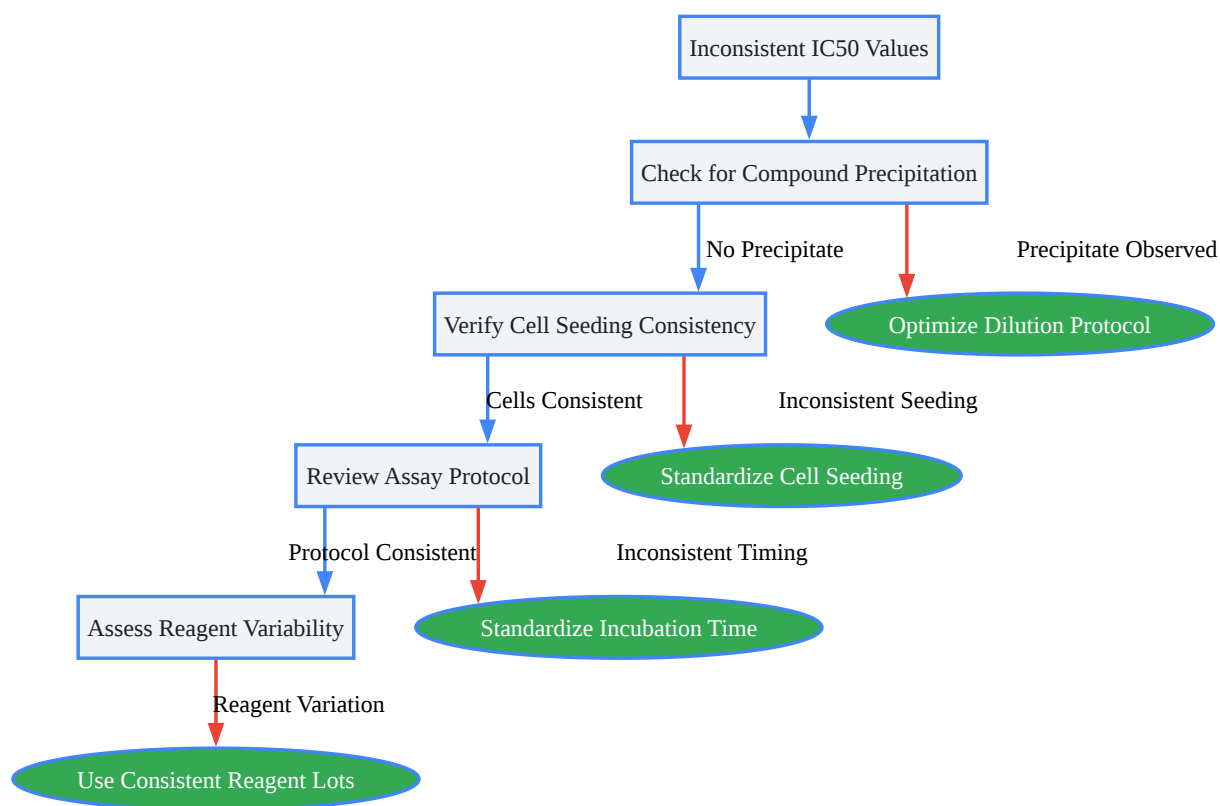 Inconsistent IC50 Values
Check for Compound Precipitation
No Precipitate
Precipitate Observed
Verify Cell Seeding Consistency
Optimize Dilution Protocol
Cells Consistent
Inconsistent Seeding
Review Assay Protocol
Standardize Cell Seeding
Protocol Consistent
Inconsistent Timing
Assess Reagent Variability
Standardize Incubation Time
Reagent Variation
Use Consistent Reagent Lots